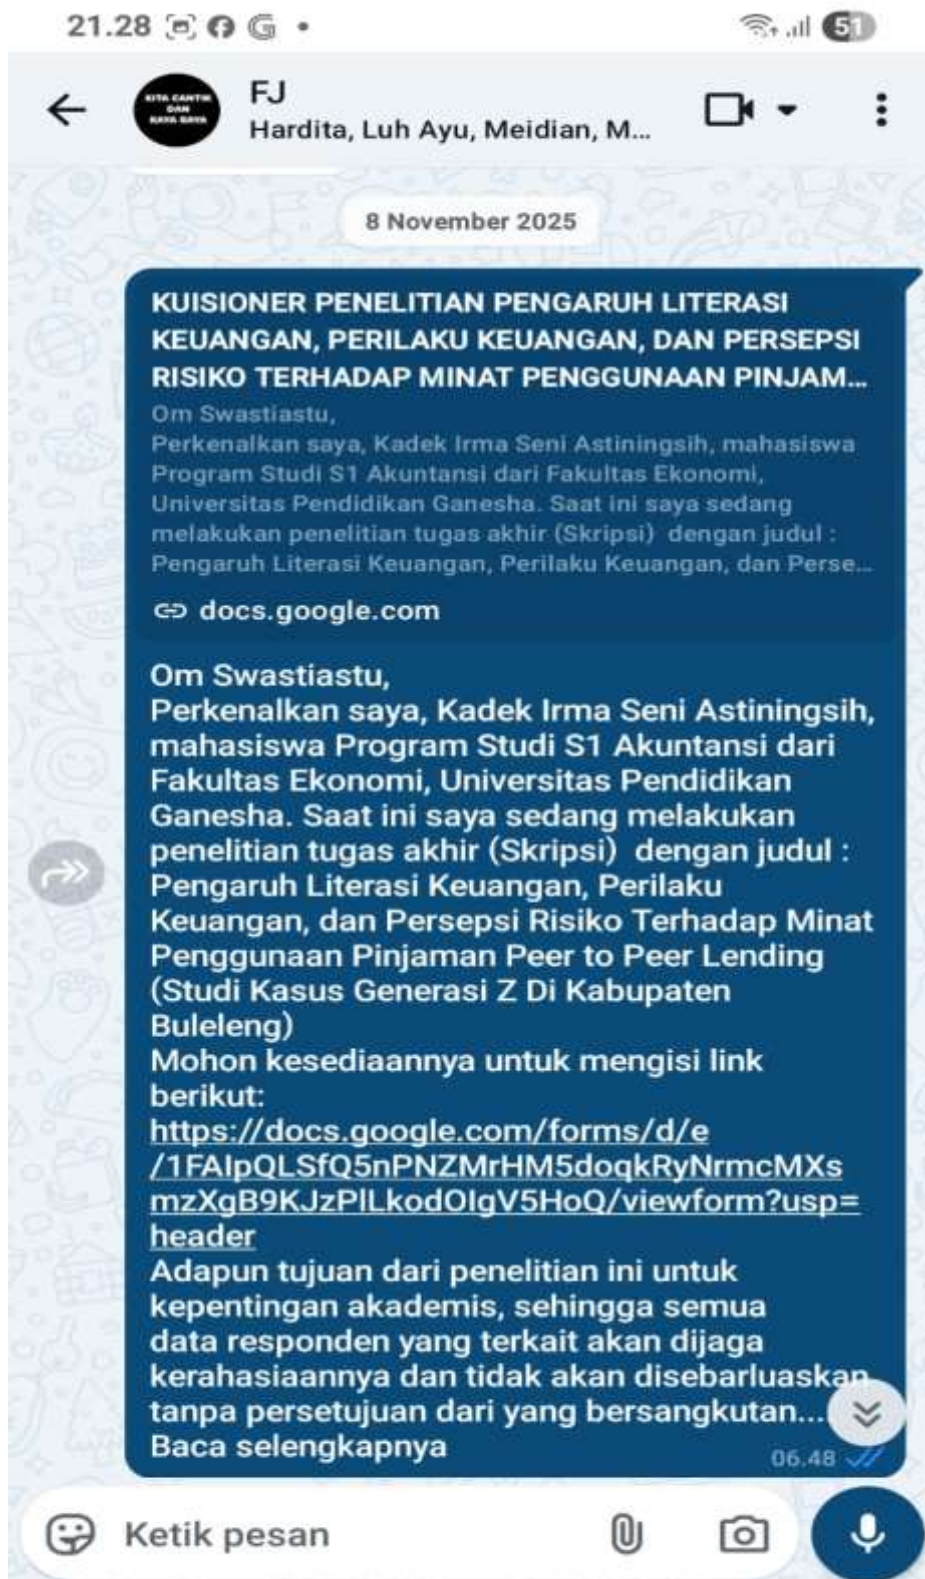 21.28
51
KITA CANTIK
DAN
KAYA RAYA
FJ
Hardita, Luh Ayu, Meidian, M...
8 November 2025
KUISIONER PENELITIAN PENGARUH LITERASI
KEUANGAN, PERILAKU KEUANGAN, DAN PERSEPSI
RISIKO TERHADAP MINAT PENGGUNAAN PINJAM...
Om Swastiastu,
Perkenalkan saya, Kadek Irma Seni Astiningsih, mahasiswa
Program Studi S1 Akuntansi dari Fakultas Ekonomi,
Universitas Pendidikan Ganesha. Saat ini saya sedang
melakukan penelitian tugas akhir (Skripsi) dengan judul :
Pengaruh Literasi Keuangan, Perilaku Keuangan, dan Perse...
docs.google.com
Om Swastiastu,
Perkenalkan saya, Kadek Irma Seni Astiningsih,
mahasiswa Program Studi S1 Akuntansi dari
Fakultas Ekonomi, Universitas Pendidikan
Ganesha. Saat ini saya sedang melakukan
penelitian tugas akhir (Skripsi) dengan judul :
Pengaruh Literasi Keuangan, Perilaku
Keuangan, dan Persepsi Risiko Terhadap Minat
Penggunaan Pinjaman Peer to Peer Lending
(Studi Kasus Generasi Z Di Kabupaten
Buleleng)
Mohon kesediaannya untuk mengisi link
berikut:
https://docs.google.com/forms/d/e
/1FAIpQLSfQ5nPNZMrHM5doqkRyNrmcMXs
mzXgB9KJzPlLkodOIgV5HoQ/viewform?usp=
header
Adapun tujuan dari penelitian ini untuk
kepentingan akademis, sehingga semua
data responden yang terkait akan dijaga
kerahasiaannya dan tidak akan disebarluaskan
tanpa persetujuan dari yang bersangkutan...
Baca selengkapnya
06.48
Ketik pesan